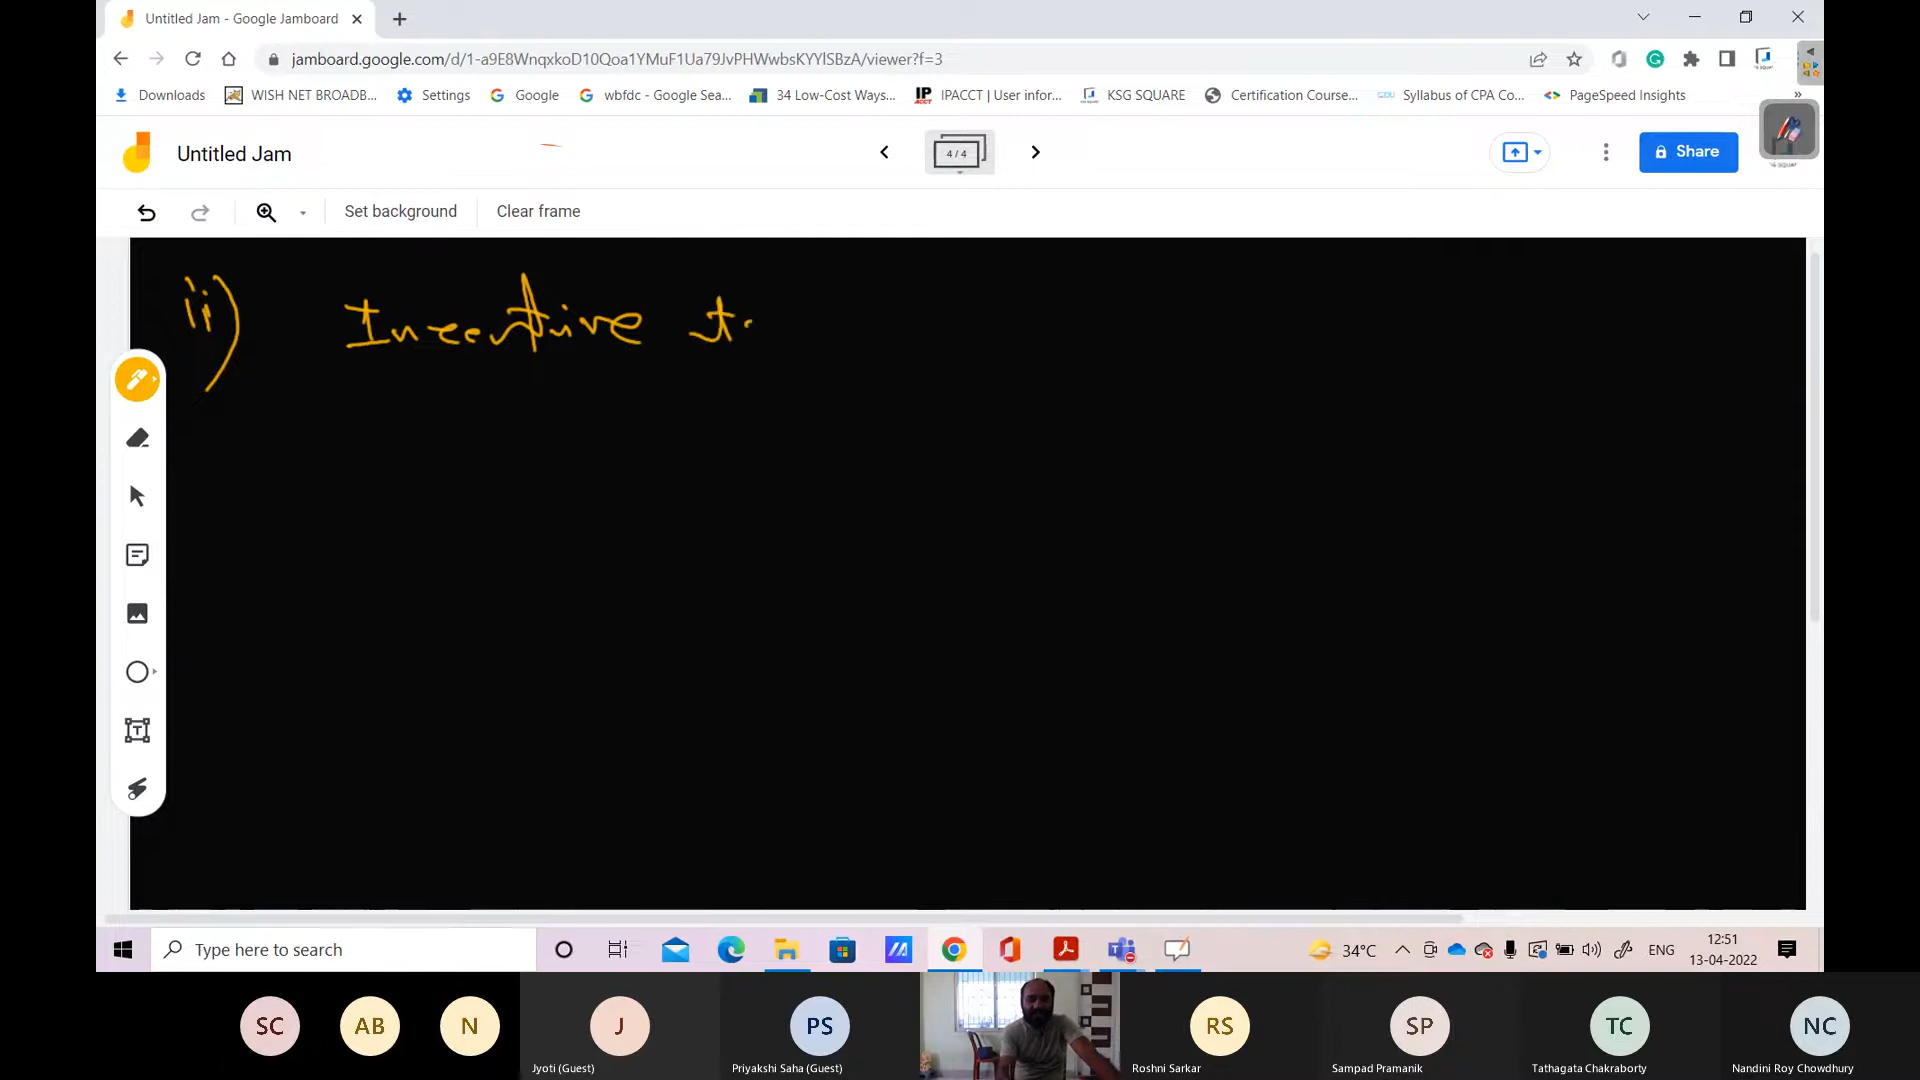 Untitled Jam - Google Jamboard
jamboard.google.com/d/1-a9E8WnqxkoD10Qoa1YMuF1Ua79JvPHWwbsKYYlSBzA/viewer?f=3
Downloads WISH NET BROADB... Settings Google wbfdc - Google Sea... 34 Low-Cost Ways... IPACCT | User infor... KSG SQUARE Certification Course... Syllabus of CPA Co... PageSpeed Insights »
Untitled Jam 4 / 4 Share
Set background Clear frame
ii) Incentive to
Type here to search 34°C ENG 12:51
13-04-2022
SC AB N J PS RS SP TC NC
Jyoti (Guest) Priyakshi Saha (Guest) Roshni Sarkar Sampad Pramanik Tathagata Chakraborty Nandini Roy Chowdhury